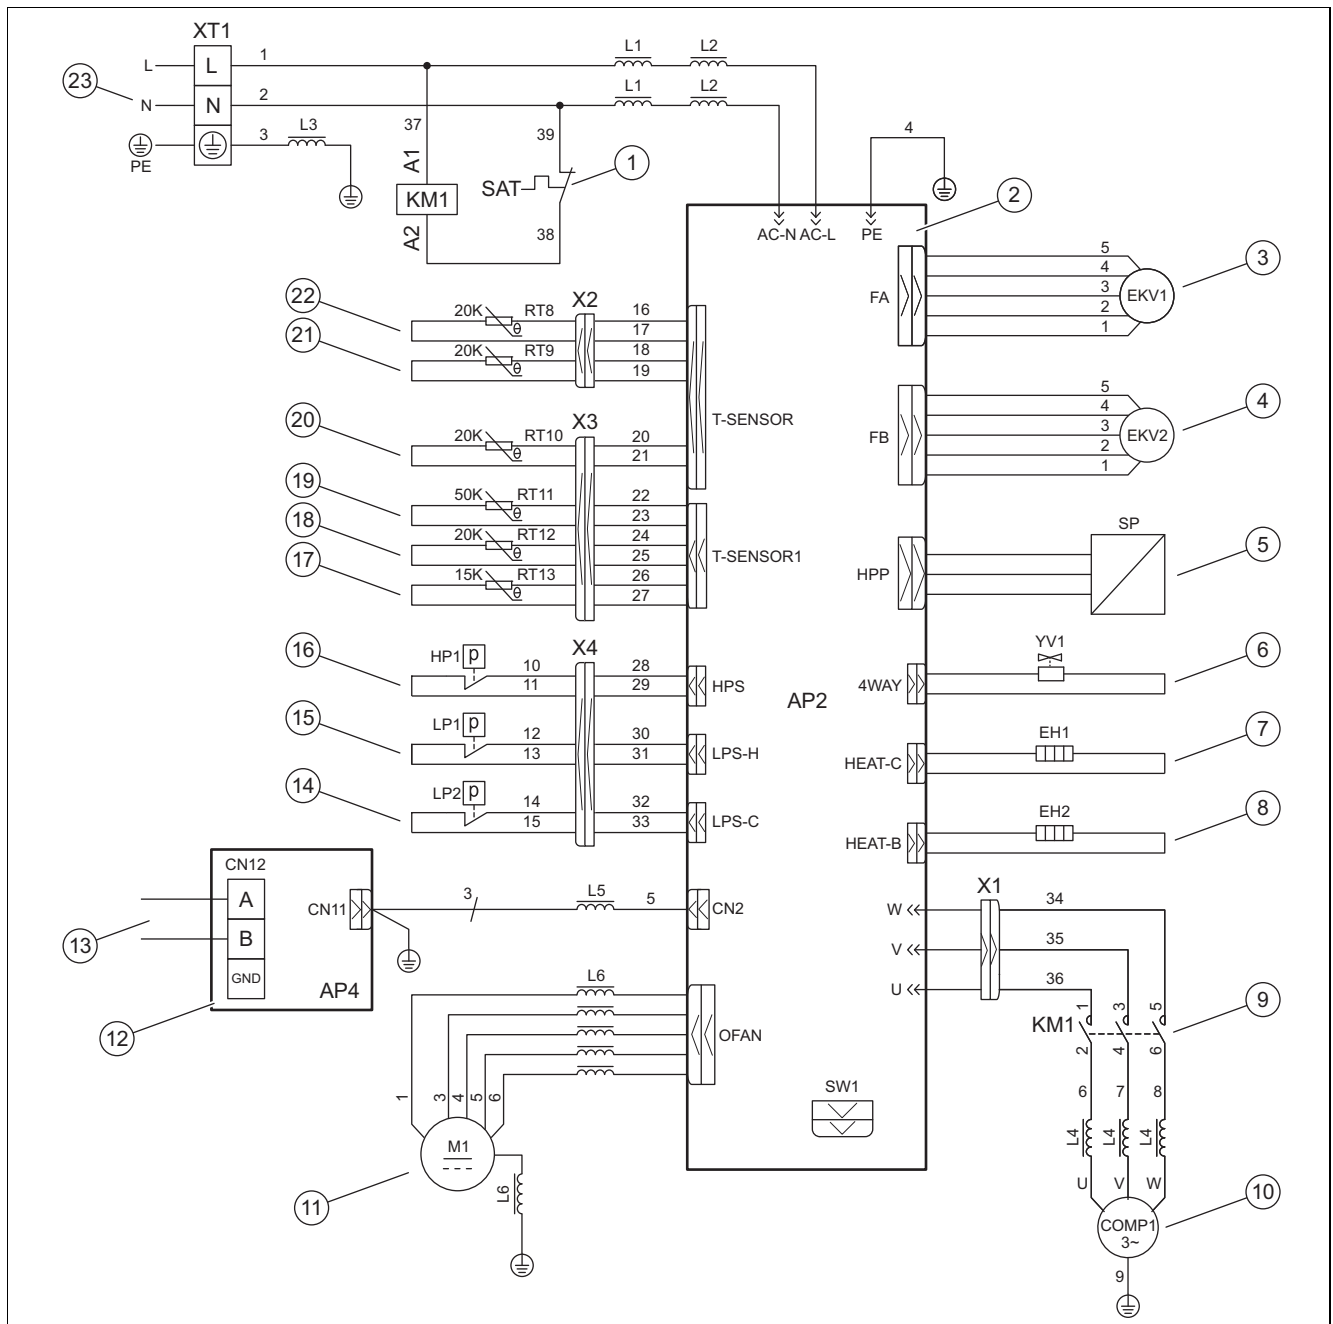 XT1
L L 1 L1 L2
23
N N 2 L1 L2
PE 3 L3
37 39 4
A1 SAT 1
KM1
A2 38
2
AC-N AC-L PE
22 20K RT8 X2 16
17
21 20K RT9 18
19
T-SENSOR
20 20K RT10 X3 20
21
19 50K RT11 22
23
18 20K RT12 24
25
17 15K RT13 26
27
T-SENSOR1
16 HP1 p 10 X4 28 HPS
11 29
15 LP1 p 12 30 LPS-H
13 31
14 LP2 p 14 32 LPS-C
15 33
AP2
FA 5 EKV1 3
4
3
2
1
FB 5 EKV2 4
4
3
2
1
HPP SP 5
4WAY YV1 6
HEAT-C EH1 7
HEAT-B EH2 8
CN12
A CN11 3 L5 5 CN2
13 B
GND AP4
12
L6
OFAN
1 3 4 5 6
M1
11
L6
SW1
X1
W 34
V 35
U 36
1 3 5
KM1 9
2 4 6
6 7 8
L4 L4 L4
U V W
COMP1
3~
10
9